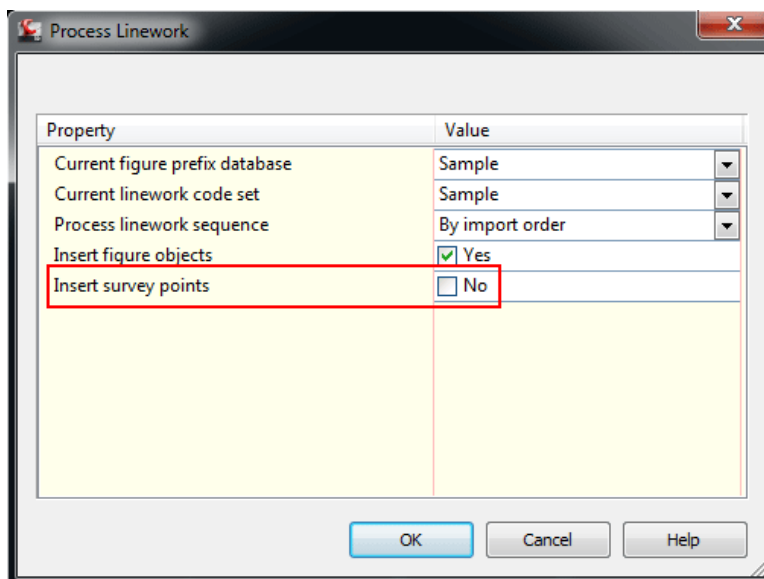 Process Linework
Property Value
Current figure prefix database Sample
Current linework code set Sample
Process linework sequence By import order
Insert figure objects Yes
Insert survey points No
OK Cancel Help